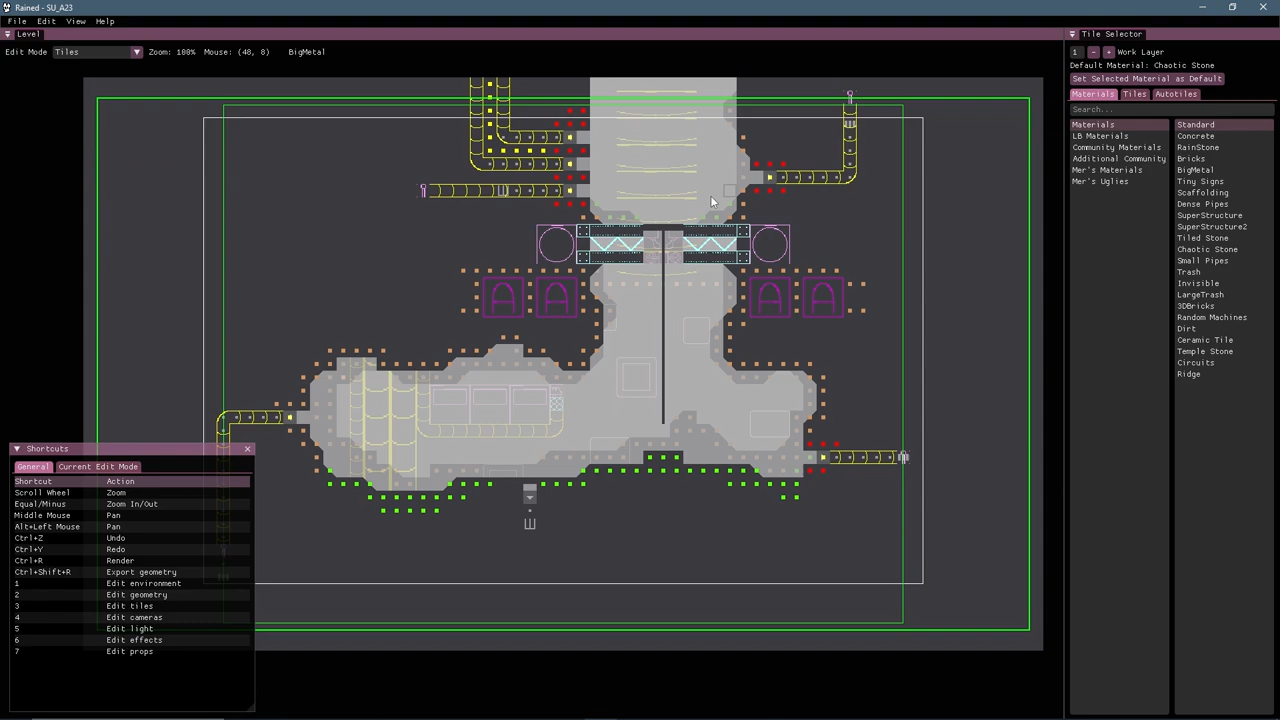 Rained - SU_A23
File Edit View Help
Level
Edit Mode Tiles Zoom: 100% Mouse: (48, 8) BigMetal
Tile Selector
1 - + Work Layer
Default Material: Chaotic Stone
Set Selected Material as Default
Materials Tiles Autotiles
Search...
Materials
LB Materials
Community Materials
Additional Community
Mer's Materials
Mer's Uglies
Standard
Concrete
RainStone
Bricks
BigMetal
Tiny Signs
Scaffolding
Dense Pipes
SuperStructure
SuperStructure2
Tiled Stone
Chaotic Stone
Small Pipes
Trash
Invisible
LargeTrash
3DBricks
Random Machines
Dirt
Ceramic Tile
Temple Stone
Circuits
Ridge
Shortcuts
General Current Edit Mode
Shortcut Action
Scroll Wheel Zoom
Equal/Minus Zoom In/Out
Middle Mouse Pan
Alt+Left Mouse Pan
Ctrl+Z Undo
Ctrl+Y Redo
Ctrl+R Render
Ctrl+Shift+R Export geometry
1 Edit environment
2 Edit geometry
3 Edit tiles
4 Edit cameras
5 Edit light
6 Edit effects
7 Edit props